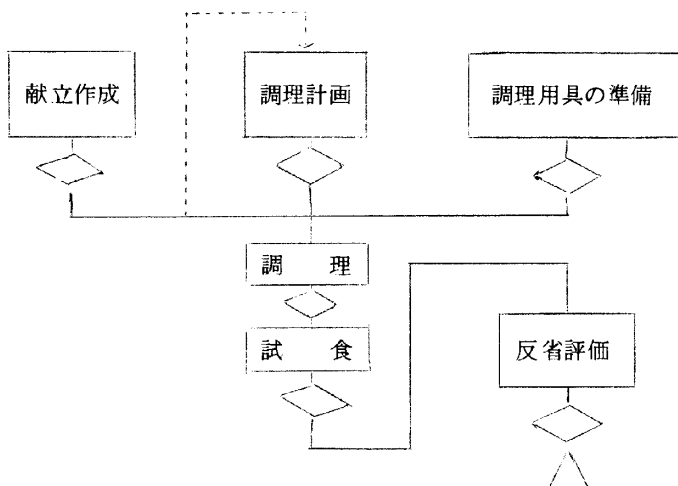 献立作成
調理計画
調理用具の準備
調　理
試　食
反省評価